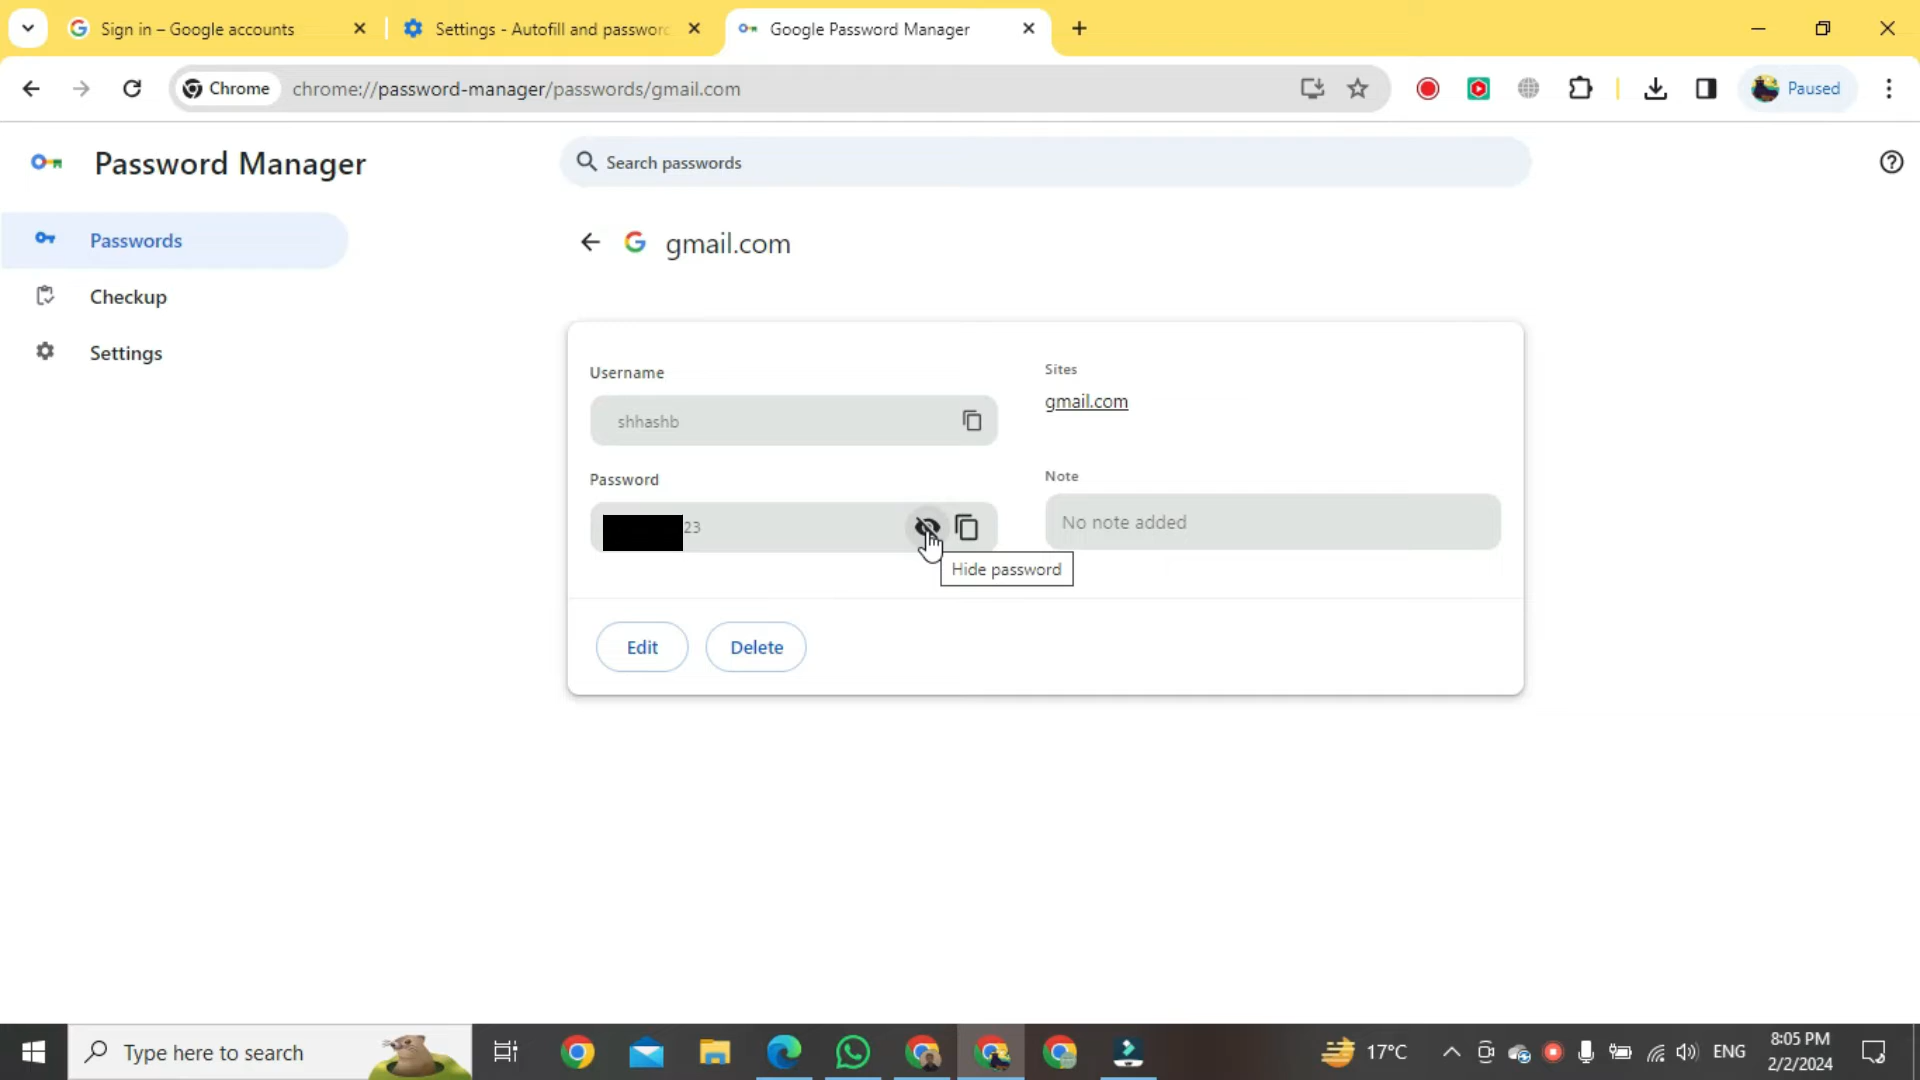 Sign in – Google accounts
Settings - Autofill and passwor
Google Password Manager
Chrome
chrome://password-manager/passwords/gmail.com
Paused
Password Manager
Search passwords
Passwords
gmail.com
Checkup
Settings
Username
Sites
shhashb
gmail.com
Password
Note
23
No note added
Hide password
Edit
Delete
Type here to search
17°C
ENG
8:05 PM
2/2/2024